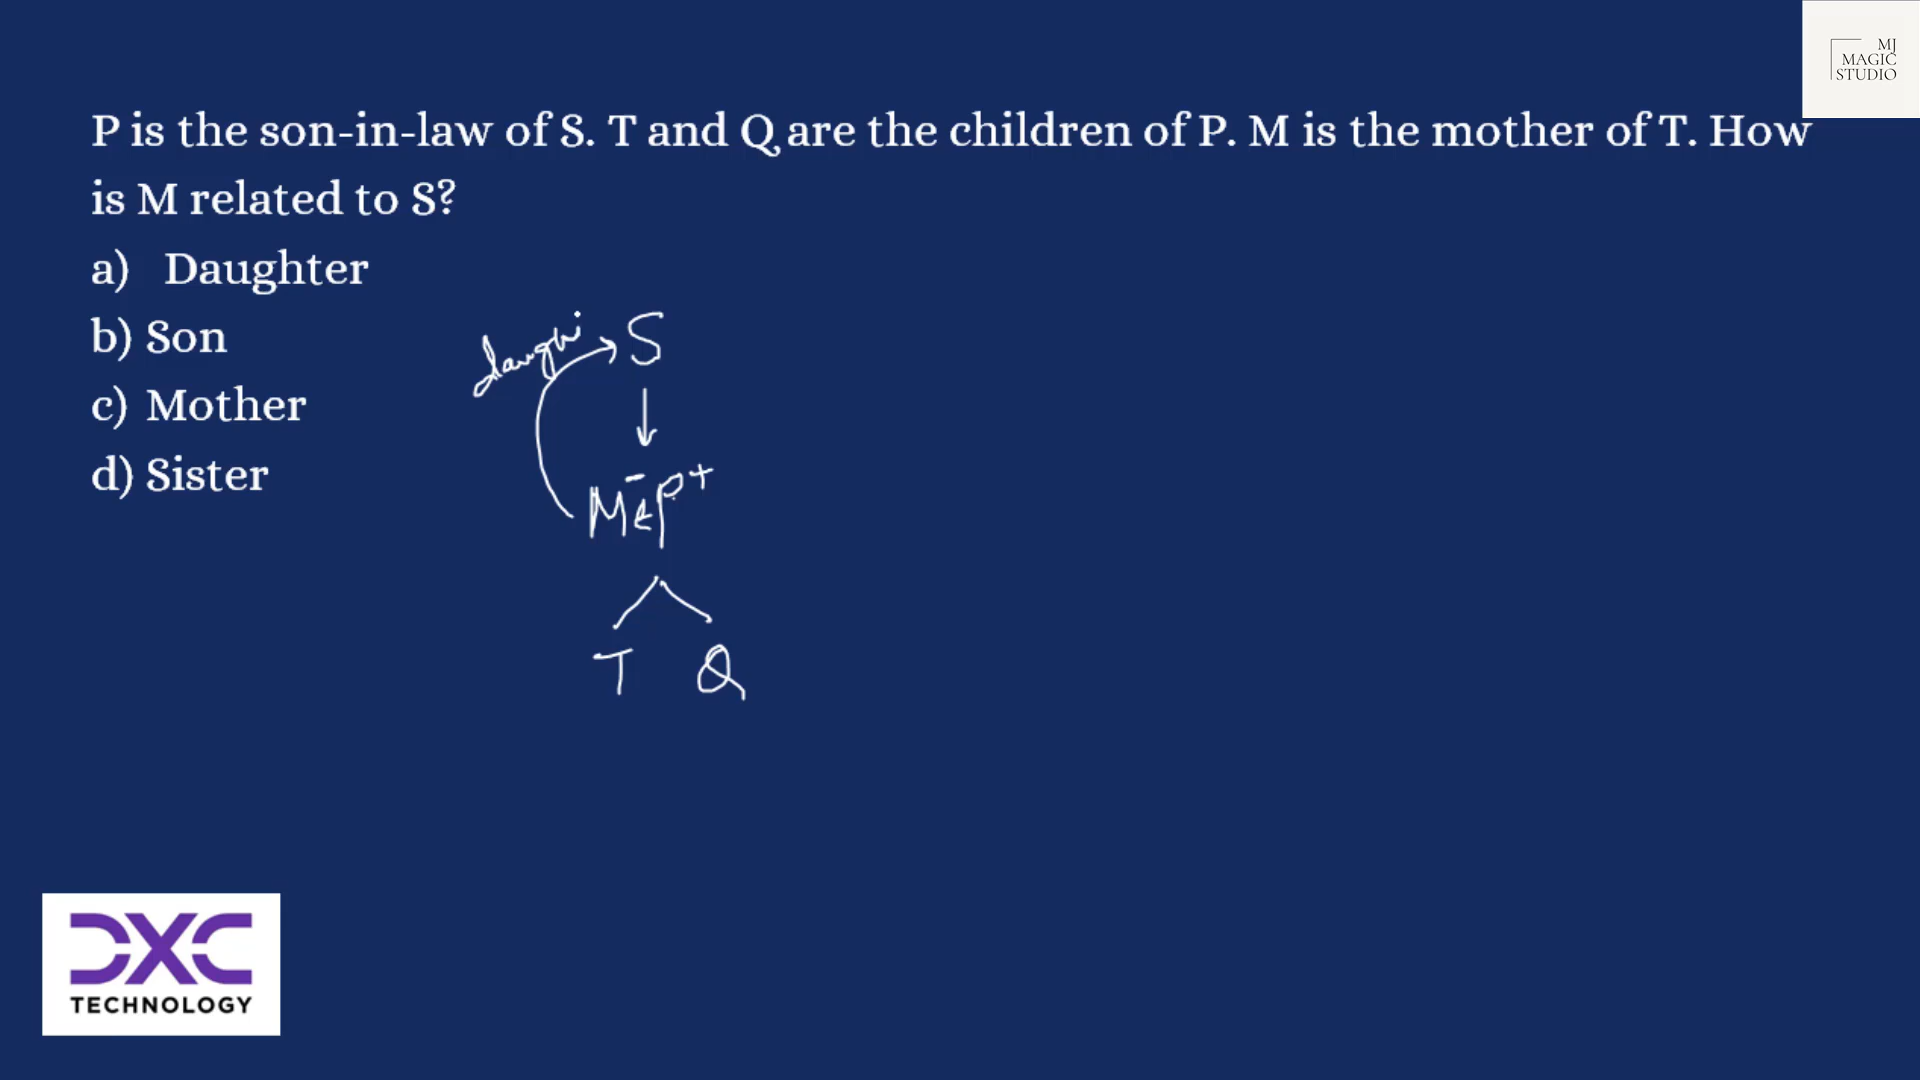 MJ
MAGIC
STUDIO
P is the son-in-law of S. T and Q are the children of P. M is the mother of T. How
is M related to S?
a) Daughter
b) Son
c) Mother
d) Sister
S
M - P +
T Q
DXC
TECHNOLOGY